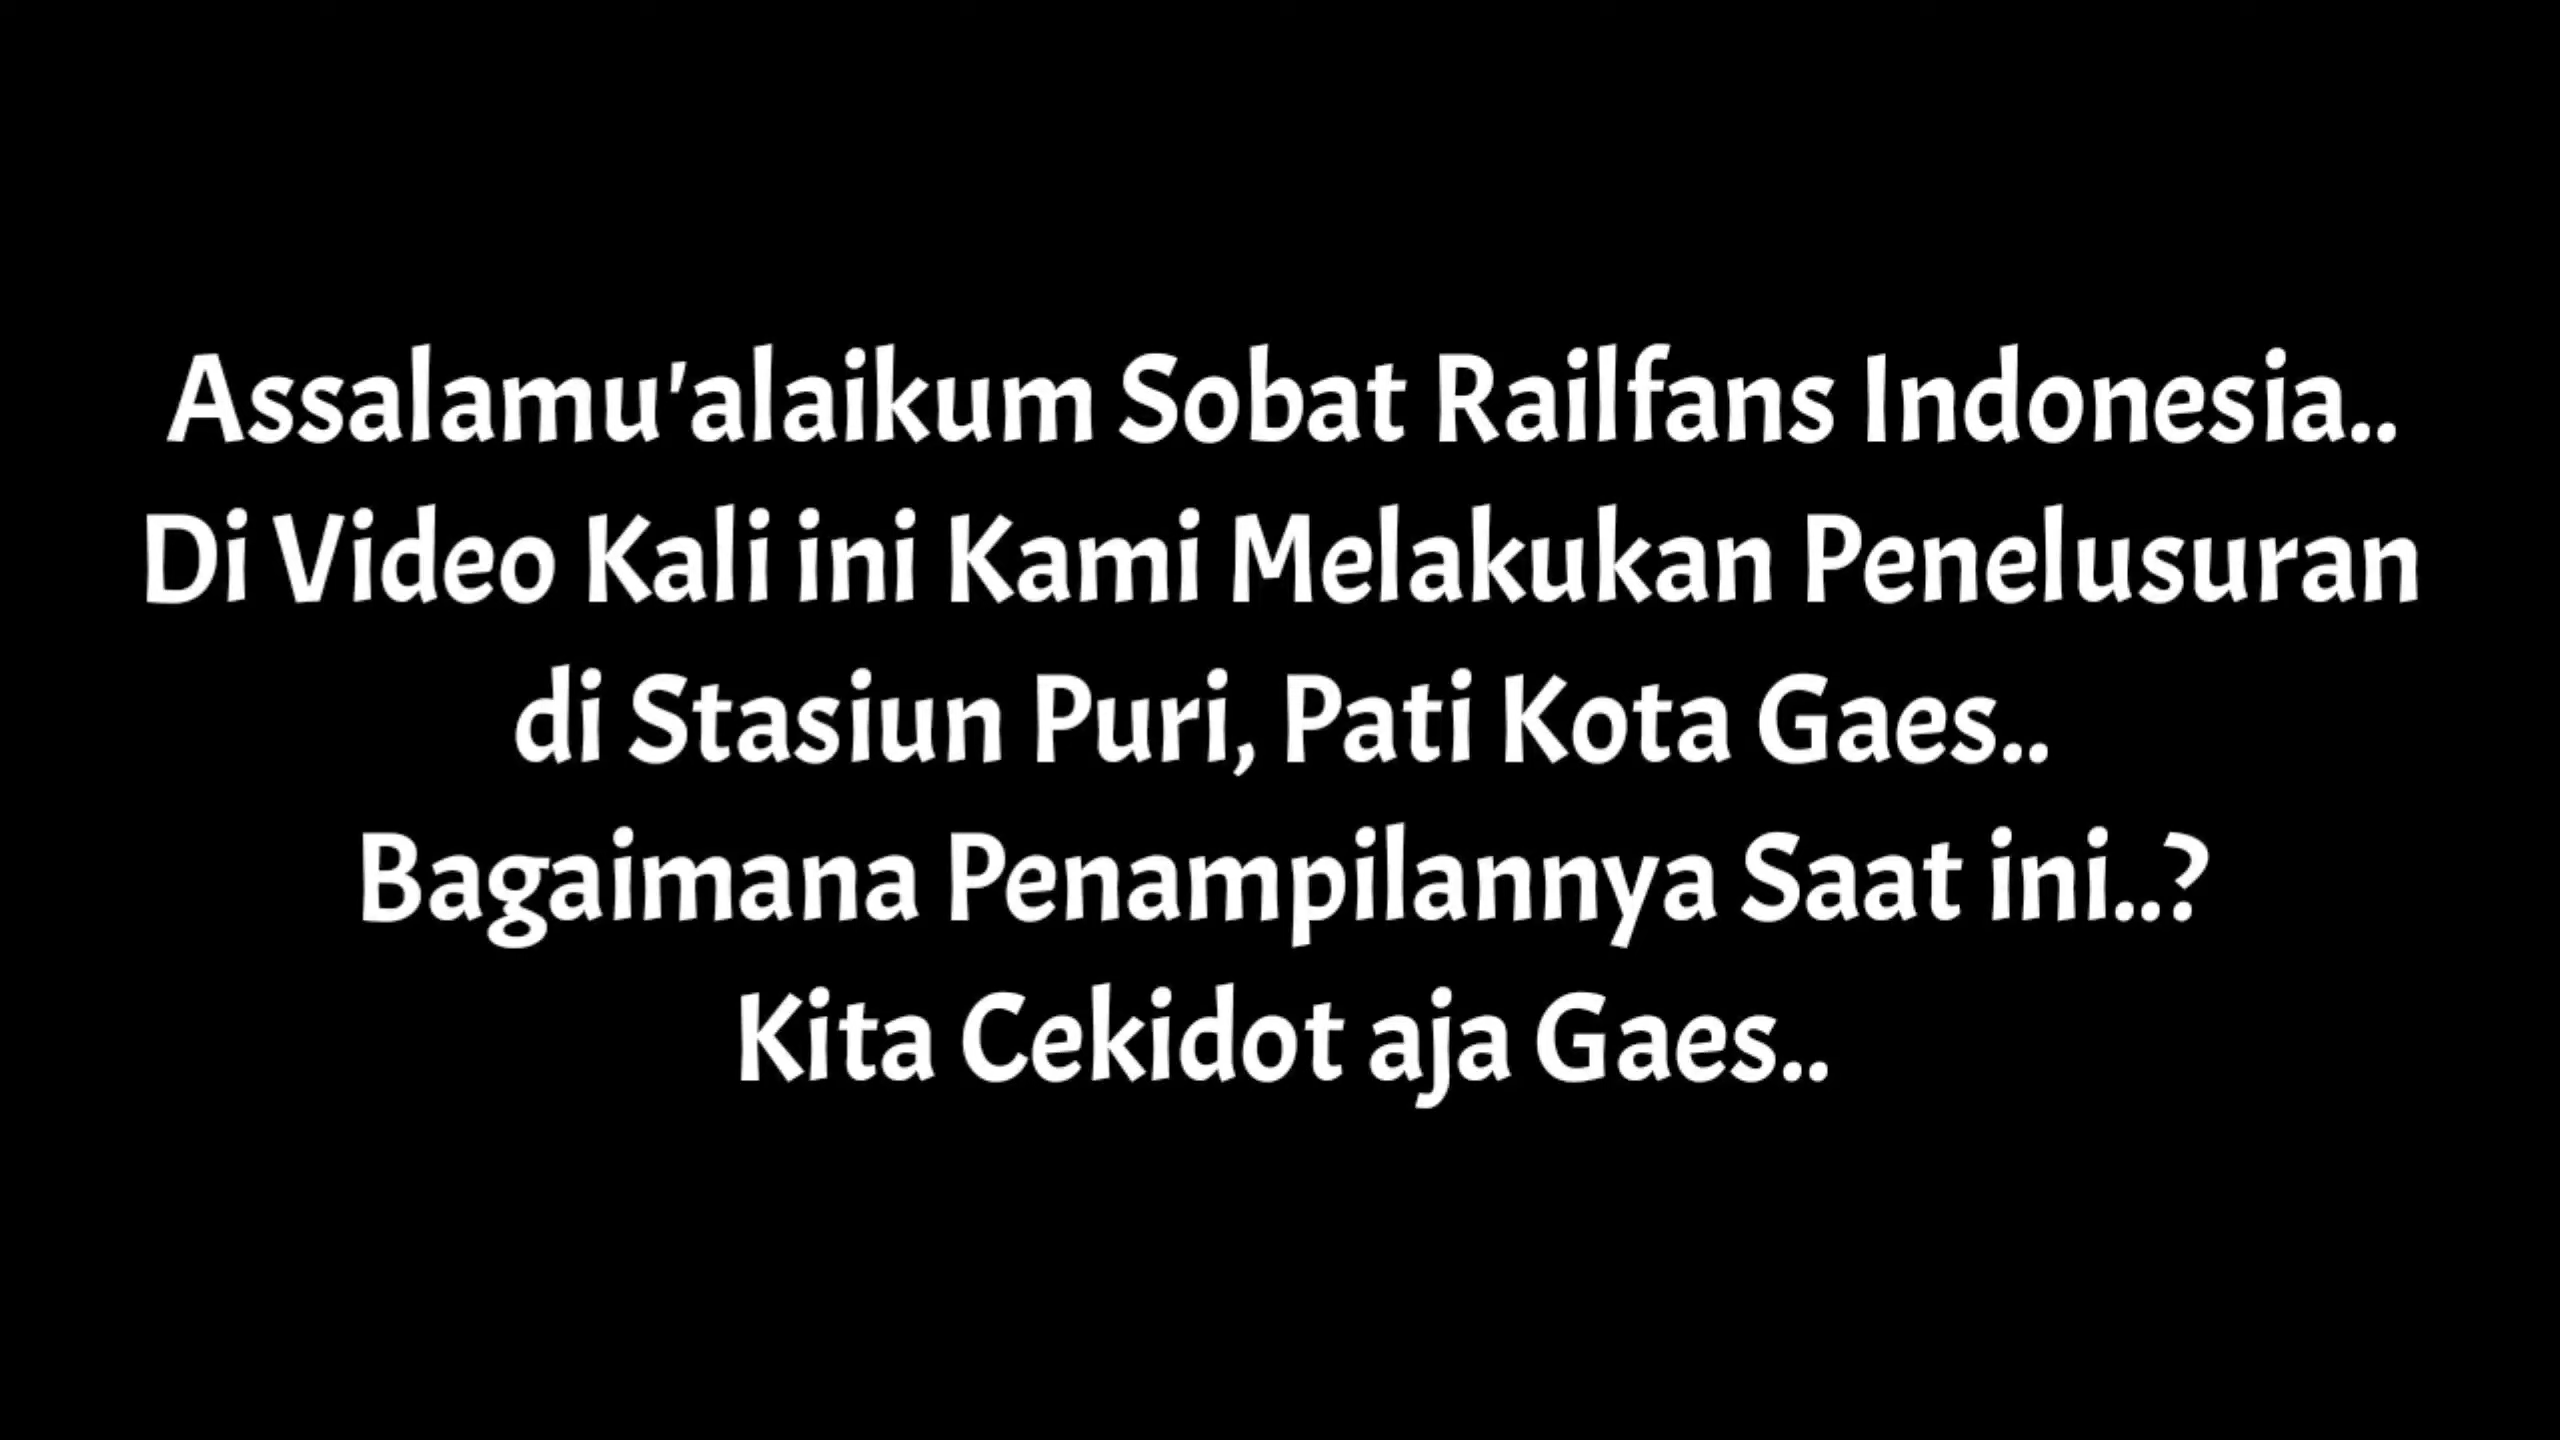 Assalamu'alaikum Sobat Railfans Indonesia..
Di Video Kali ini Kami Melakukan Penelusuran
di Stasiun Puri, Pati Kota Gaes..
Bagaimana Penampilannya Saat ini..?
Kita Cekidot aja Gaes..